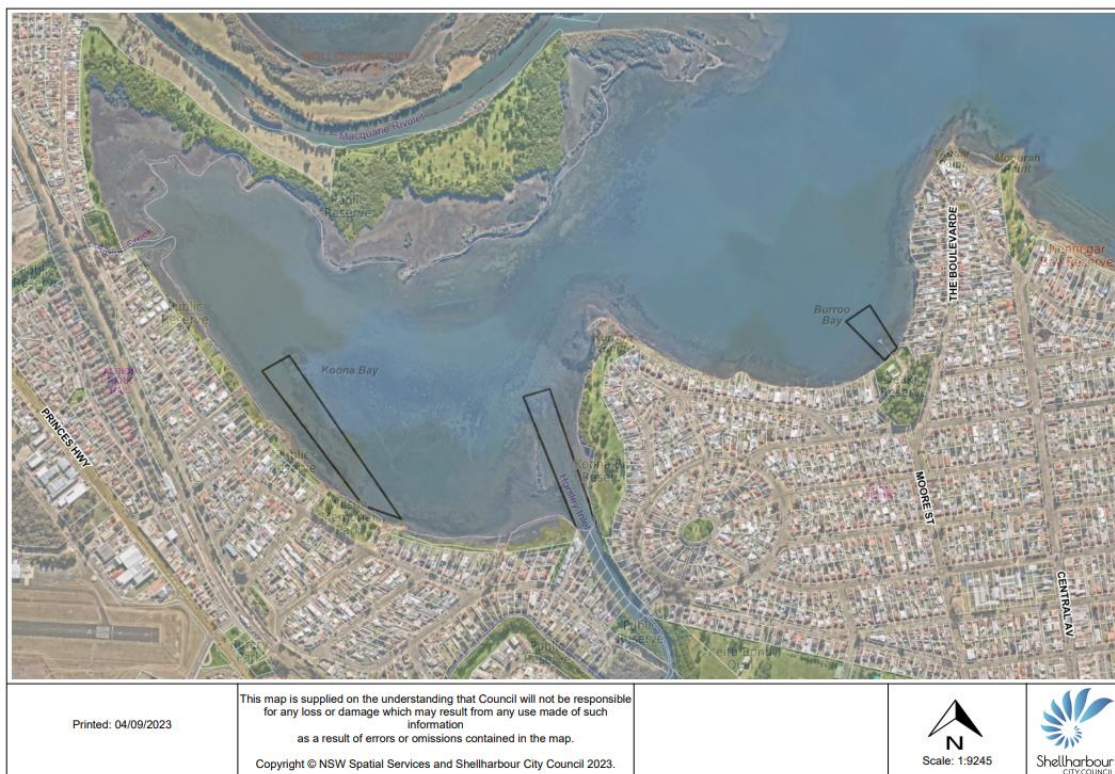 Macquarie Rivulet
Public
Reserve
Public
Reserve
Koona Bay
Burroo
Bay
THE BOULEVARDE
PRINCES HWY
Horsley Inlet
MOORE ST
CENTRAL AV
Public
Reserve
Public
Reserve
Printed: 04/09/2023
This map is supplied on the understanding that Council will not be responsible
for any loss or damage which may result from any use made of such
information
as a result of errors or omissions contained in the map.
Copyright © NSW Spatial Services and Shellharbour City Council 2023.
N
Scale: 1:9245
Shellharbour
CITY COUNCIL